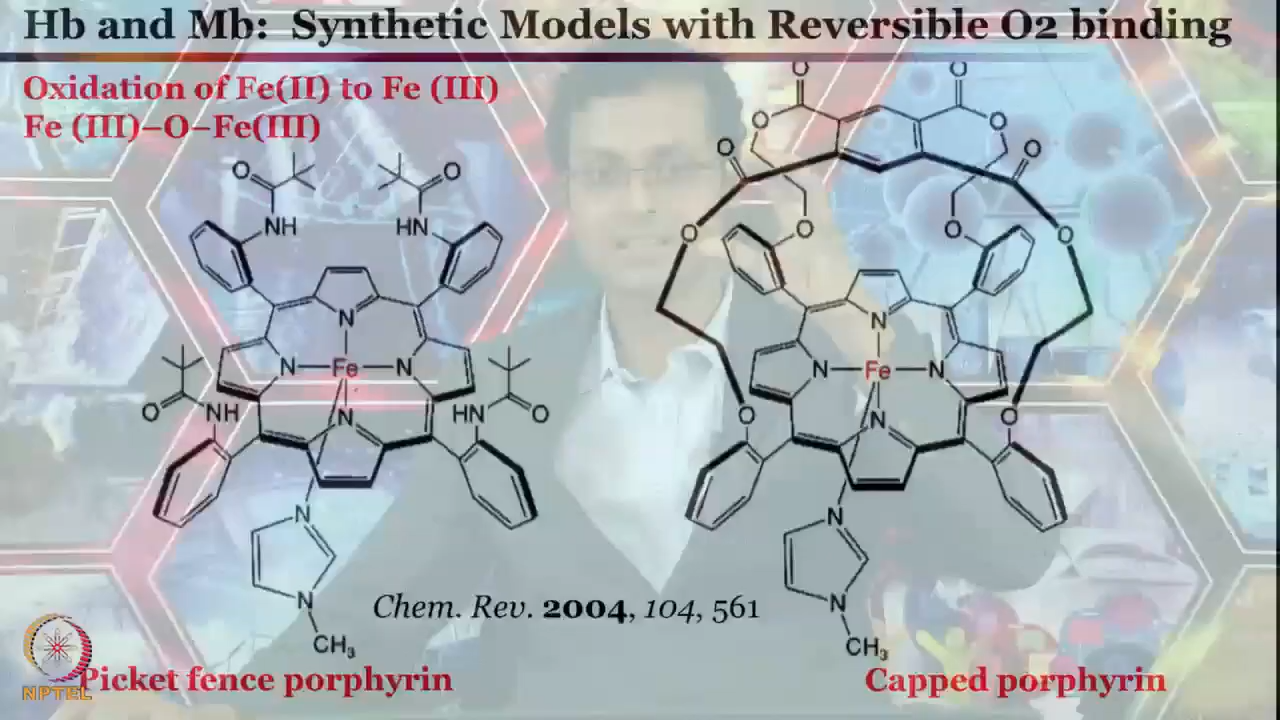 Hb and Mb: Synthetic Models with Reversible O2 binding
Oxidation of Fe(II) to Fe (III)
Fe (III)–O–Fe(III)
O O
NH HN
N
N Fe N
N
O NH HN O
N
N
CH₃
O O
O O
O O
O O
O O
N
N Fe N
N
O O
N
N
CH₃
Chem. Rev. 2004, 104, 561
NPTEL
Picket fence porphyrin
Capped porphyrin